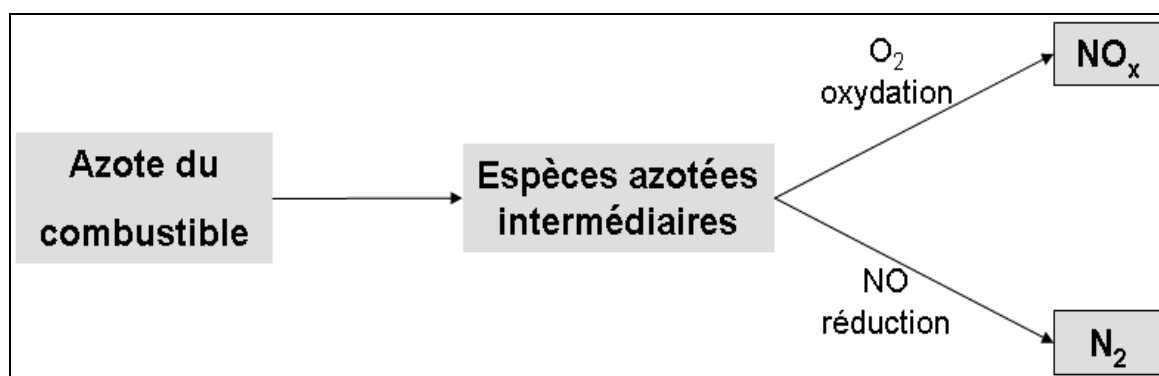 Azote du
combustible
Espèces azotées
intermédiaires
O₂
oxydation
NOₓ
NO
réduction
N₂